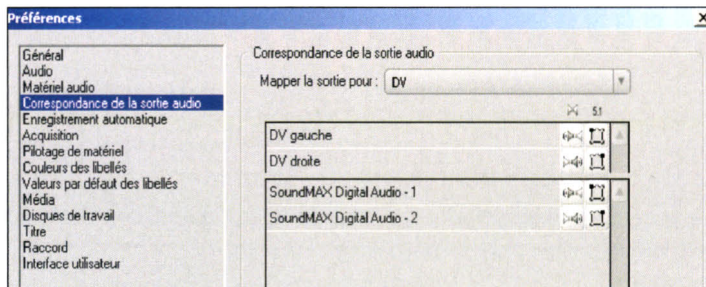 Préférences
Général
Audio
Matériel audio
Correspondance de la sortie audio
Enregistrement automatique
Acquisition
Pilotage de matériel
Couleurs des libellés
Valeurs par défaut des libellés
Média
Disques de travail
Titre
Raccord
Interface utilisateur
Correspondance de la sortie audio
Mapper la sortie pour : DV
5.1
DV gauche
DV droite
SoundMAX Digital Audio - 1
SoundMAX Digital Audio - 2